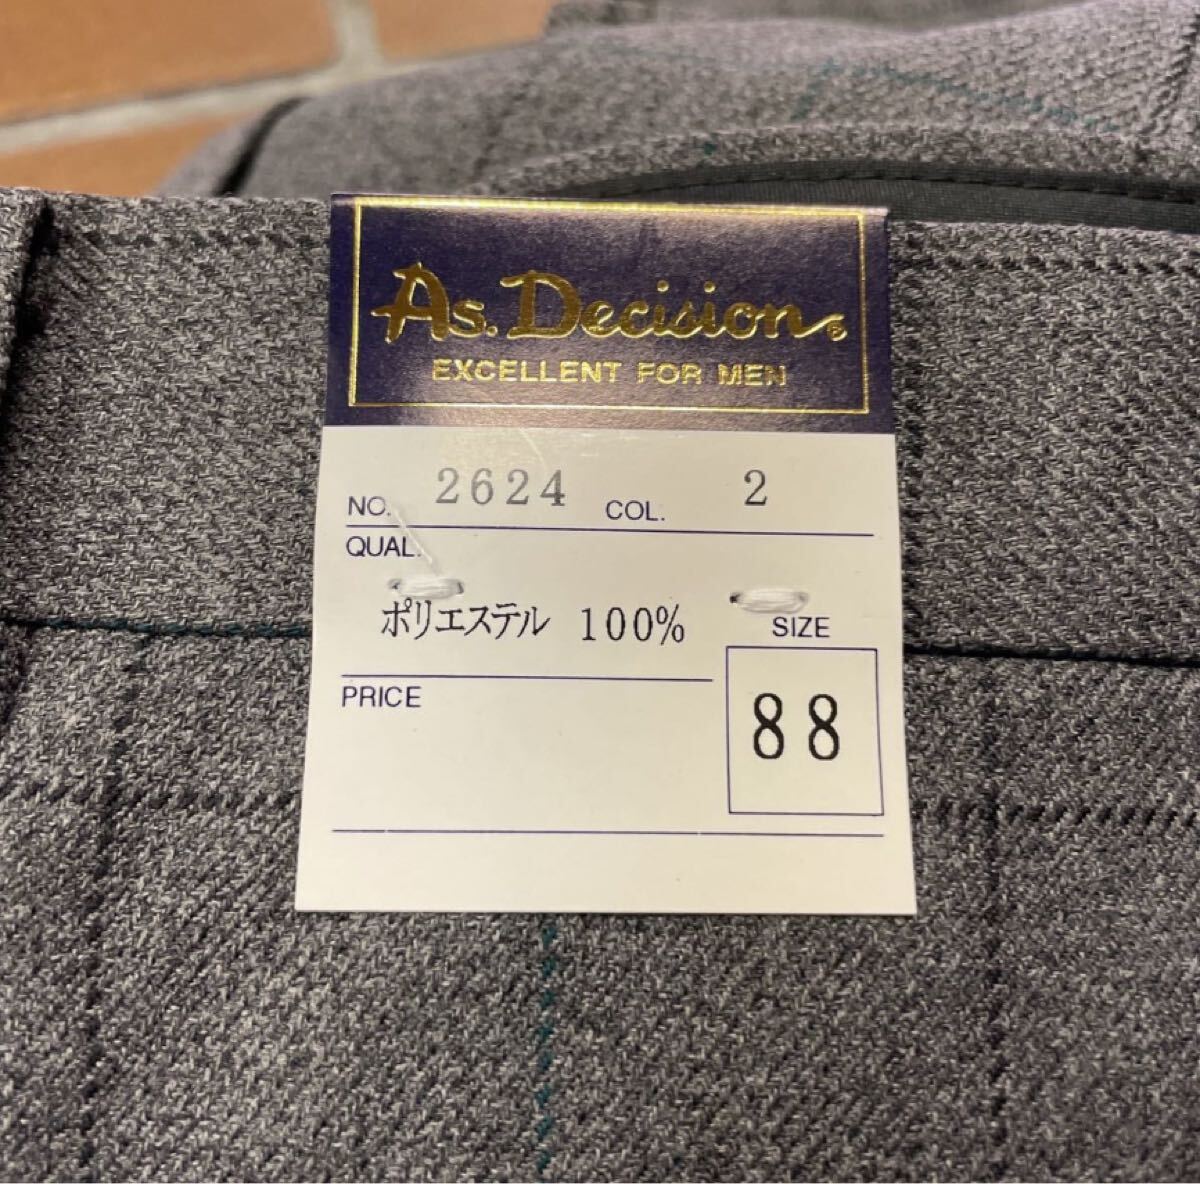 As. Decision®
EXCELLENT FOR MEN
NO. 2624 COL. 2
QUAL.
ポリエステル 100%
SIZE
PRICE
88